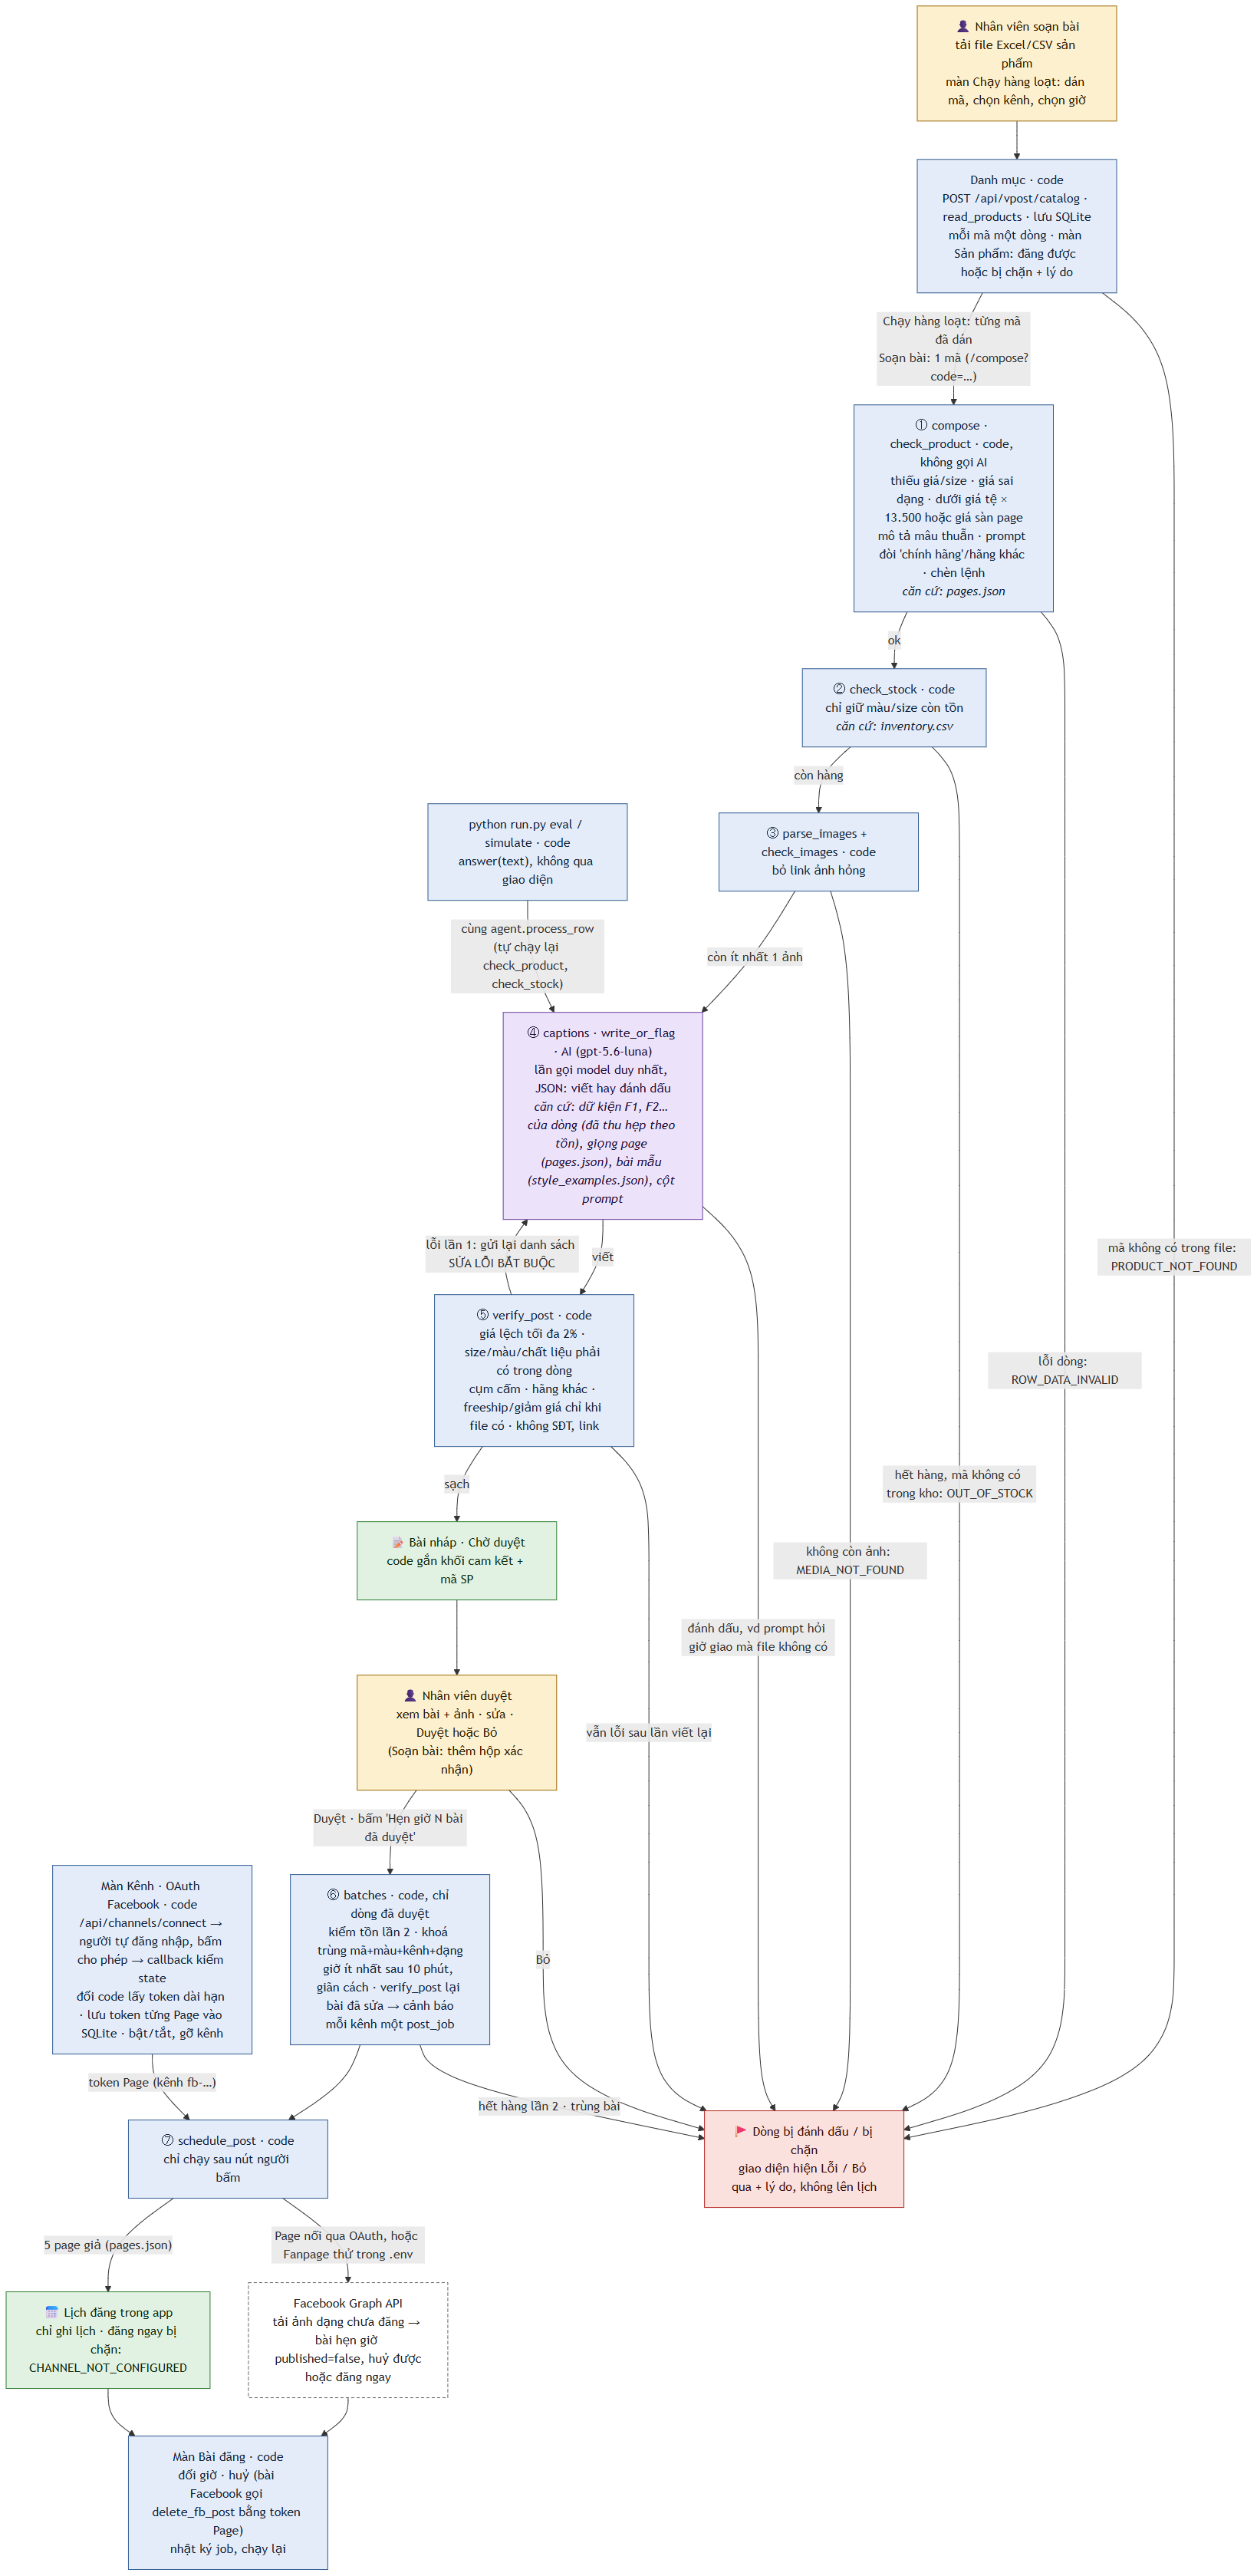 👤 Nhân viên soạn bài
tải file Excel/CSV sản
phẩm
màn Chạy hàng loạt: dán
mã, chọn kênh, chọn giờ
Danh mục · code
POST /api/vpost/catalog ·
read_products · lưu SQLite
mỗi mã một dòng · màn
Sản phẩm: đăng được
hoặc bị chặn + lý do
Chạy hàng loạt: từng mã
đã dán
Soạn bài: 1 mã (/compose?
code=…)
① compose ·
check_product · code,
không gọi AI
thiếu giá/size · giá sai
dạng · dưới giá tệ ×
13.500 hoặc giá sàn page
mô tả mâu thuẫn · prompt
đòi 'chính hãng'/hãng khác
· chèn lệnh
căn cứ: pages.json
ok
② check_stock · code
chỉ giữ màu/size còn tồn
căn cứ: inventory.csv
còn hàng
③ parse_images +
check_images · code
bỏ link ảnh hỏng
python run.py eval /
simulate · code
answer(text), không qua
giao diện
cùng agent.process_row
(tự chạy lại
check_product,
check_stock)
còn ít nhất 1 ảnh
④ captions · write_or_flag
· AI (gpt-5.6-luna)
lần gọi model duy nhất,
JSON: viết hay đánh dấu
căn cứ: dữ kiện F1, F2…
của dòng (đã thu hẹp theo
tồn), giọng page
(pages.json), bài mẫu
(style_examples.json), cột
prompt
lỗi lần 1: gửi lại danh sách
SỬA LỖI BẮT BUỘC
viết
mã không có trong file:
PRODUCT_NOT_FOUND
⑤ verify_post · code
giá lệch tối đa 2% ·
size/màu/chất liệu phải
có trong dòng
cụm cấm · hãng khác ·
freeship/giảm giá chỉ khi
file có · không SĐT, link
lỗi dòng:
ROW_DATA_INVALID
sạch
hết hàng, mã không có
trong kho: OUT_OF_STOCK
📝 Bài nháp · Chờ duyệt
code gắn khối cam kết +
mã SP
không còn ảnh:
MEDIA_NOT_FOUND
đánh dấu, vd prompt hỏi
giờ giao mà file không có
👤 Nhân viên duyệt
xem bài + ảnh · sửa ·
Duyệt hoặc Bỏ
(Soạn bài: thêm hộp xác
nhận)
vẫn lỗi sau lần viết lại
Duyệt · bấm 'Hẹn giờ N bài
đã duyệt'
Màn Kênh · OAuth
Facebook · code
/api/channels/connect →
người tự đăng nhập, bấm
cho phép → callback kiểm
state
đổi code lấy token dài hạn
· lưu token từng Page vào
SQLite · bật/tắt, gỡ kênh
⑥ batches · code, chỉ
dòng đã duyệt
kiểm tồn lần 2 · khoá
trùng mã+màu+kênh+dạng
giờ ít nhất sau 10 phút,
giãn cách · verify_post lại
bài đã sửa → cảnh báo
mỗi kênh một post_job
Bỏ
token Page (kênh fb-…)
hết hàng lần 2 · trùng bài
🚩 Dòng bị đánh dấu / bị
chặn
giao diện hiện Lỗi / Bỏ
qua + lý do, không lên lịch
⑦ schedule_post · code
chỉ chạy sau nút người
bấm
5 page giả (pages.json)
Page nối qua OAuth, hoặc
Fanpage thử trong .env
🗓️ Lịch đăng trong app
chỉ ghi lịch · đăng ngay bị
chặn:
CHANNEL_NOT_CONFIGURED
Facebook Graph API
tải ảnh dạng chưa đăng →
bài hẹn giờ
published=false, huỷ được
hoặc đăng ngay
Màn Bài đăng · code
đổi giờ · huỷ (bài
Facebook gọi
delete_fb_post bằng token
Page)
nhật ký job, chạy lại